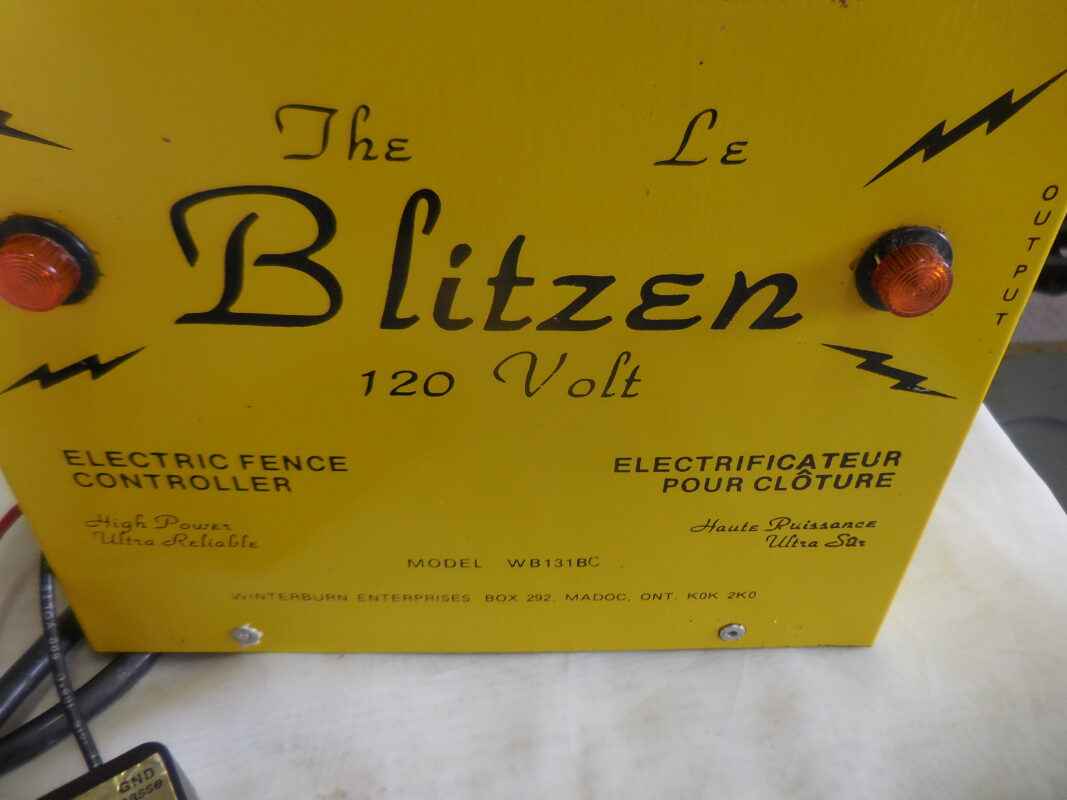 The Le
Blitzen
120 Volt
OUTPUT
ELECTRIC FENCE
CONTROLLER
ELECTRIFICATEUR
POUR CLÔTURE
High Power
Ultra Reliable
Haute Puissance
Ultra Sûr
MODEL WB131BC
WINTERBURN ENTERPRISES BOX 292, MADOC, ONT. K0K 2K0
GND